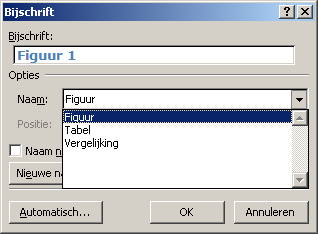 Bijschrift
Bijschrift:
Figuur 1
Opties
Naam: Figuur
Figuur
Tabel
Vergelijking
Positie:
Naam n
Nieuwe na
Automatisch... OK Annuleren